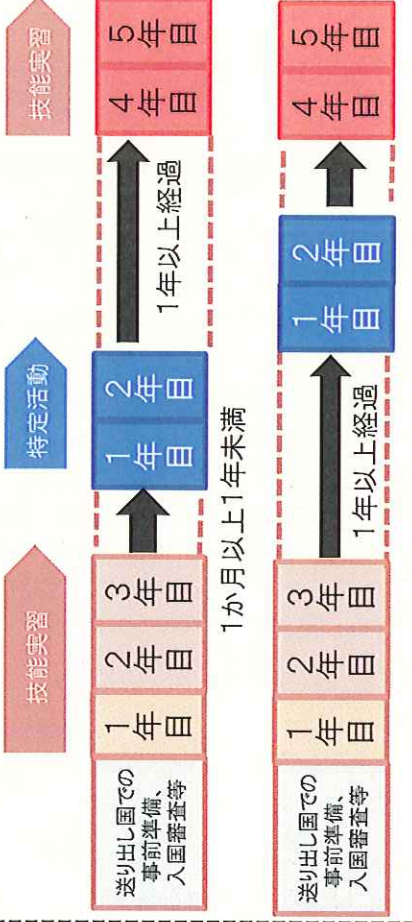 技能実習
特定活動
技能実習
送り出し国での
事前準備、
入国審査等
1年目
2年目
3年目
1年目
2年目
4年目
5年目
1か月以上1年未満
1年以上経過
送り出し国での
事前準備、
入国審査等
1年目
2年目
3年目
1年以上経過
1年目
2年目
4年目
5年目